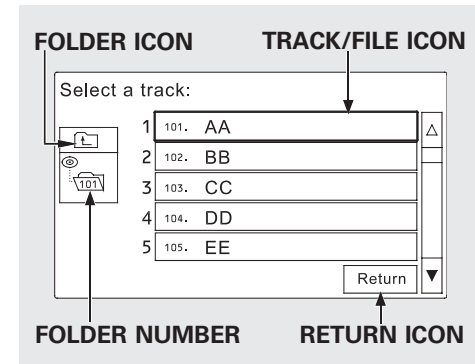 FOLDER ICON TRACK/FILE ICON
Select a track:
1 101. AA
2 102. BB
101
3 103. CC
4 104. DD
5 105. EE
Return
FOLDER NUMBER RETURN ICON